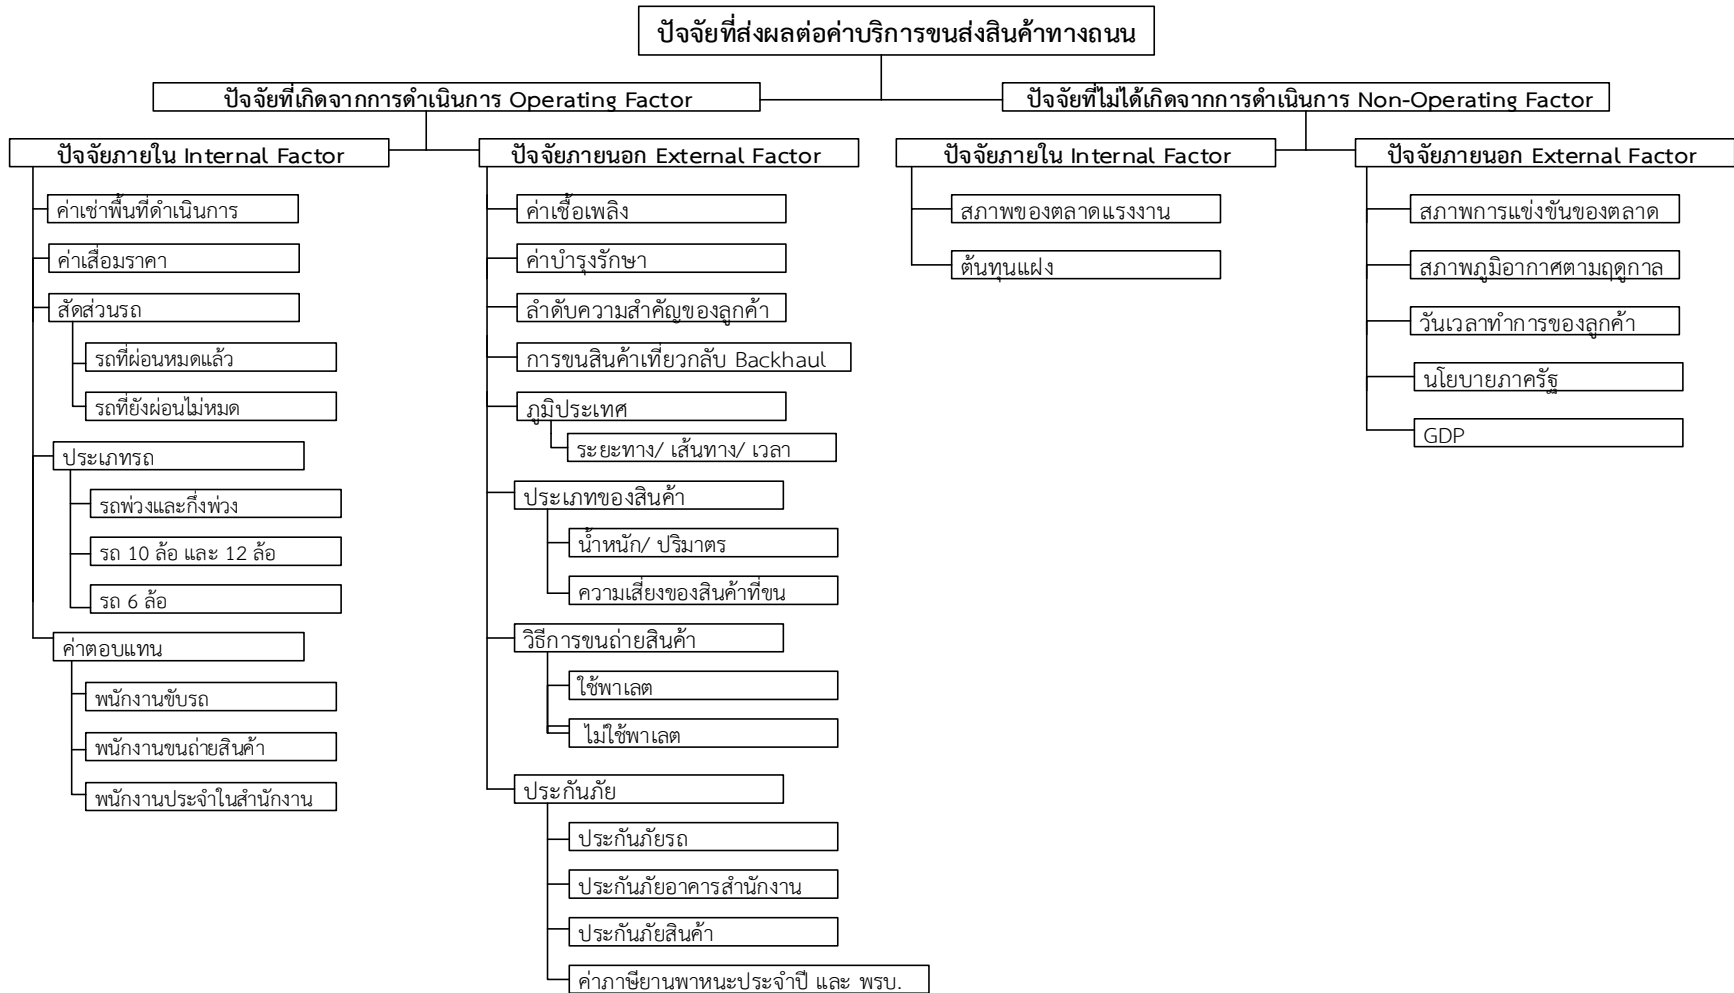 ปัจจัยที่ส่งผลต่อค่าบริการขนส่งสินค้าทางถนน
ปัจจัยที่เกิดจากการดำเนินการ Operating Factor
ปัจจัยที่ไม่ได้เกิดจากการดำเนินการ Non-Operating Factor
ปัจจัยภายใน Internal Factor
ปัจจัยภายนอก External Factor
ปัจจัยภายใน Internal Factor
ปัจจัยภายนอก External Factor
ค่าเช่าพื้นที่ดำเนินการ
ค่าเสื่อมราคา
สัดส่วนรถ
รถที่ผ่อนหมดแล้ว
รถที่ยังผ่อนไม่หมด
ประเภทรถ
รถพ่วงและกึ่งพ่วง
รถ 10 ล้อ และ 12 ล้อ
รถ 6 ล้อ
ค่าตอบแทน
พนักงานขับรถ
พนักงานขนถ่ายสินค้า
พนักงานประจำในสำนักงาน
ค่าเชื้อเพลิง
ค่าบำรุงรักษา
ลำดับความสำคัญของลูกค้า
การขนสินค้าเที่ยวกลับ Backhaul
ภูมิประเทศ
ระยะทาง/ เส้นทาง/ เวลา
ประเภทของสินค้า
น้ำหนัก/ ปริมาตร
ความเสี่ยงของสินค้าที่ขน
วิธีการขนถ่ายสินค้า
ใช้พาเลต
ไม่ใช้พาเลต
ประกันภัย
ประกันภัยรถ
ประกันภัยอาคารสำนักงาน
ประกันภัยสินค้า
ค่าภาษียานพาหนะประจำปี และ พรบ.
สภาพของตลาดแรงงาน
ต้นทุนแฝง
สภาพการแข่งขันของตลาด
สภาพภูมิอากาศตามฤดูกาล
วันเวลาทำการของลูกค้า
นโยบายภาครัฐ
GDP